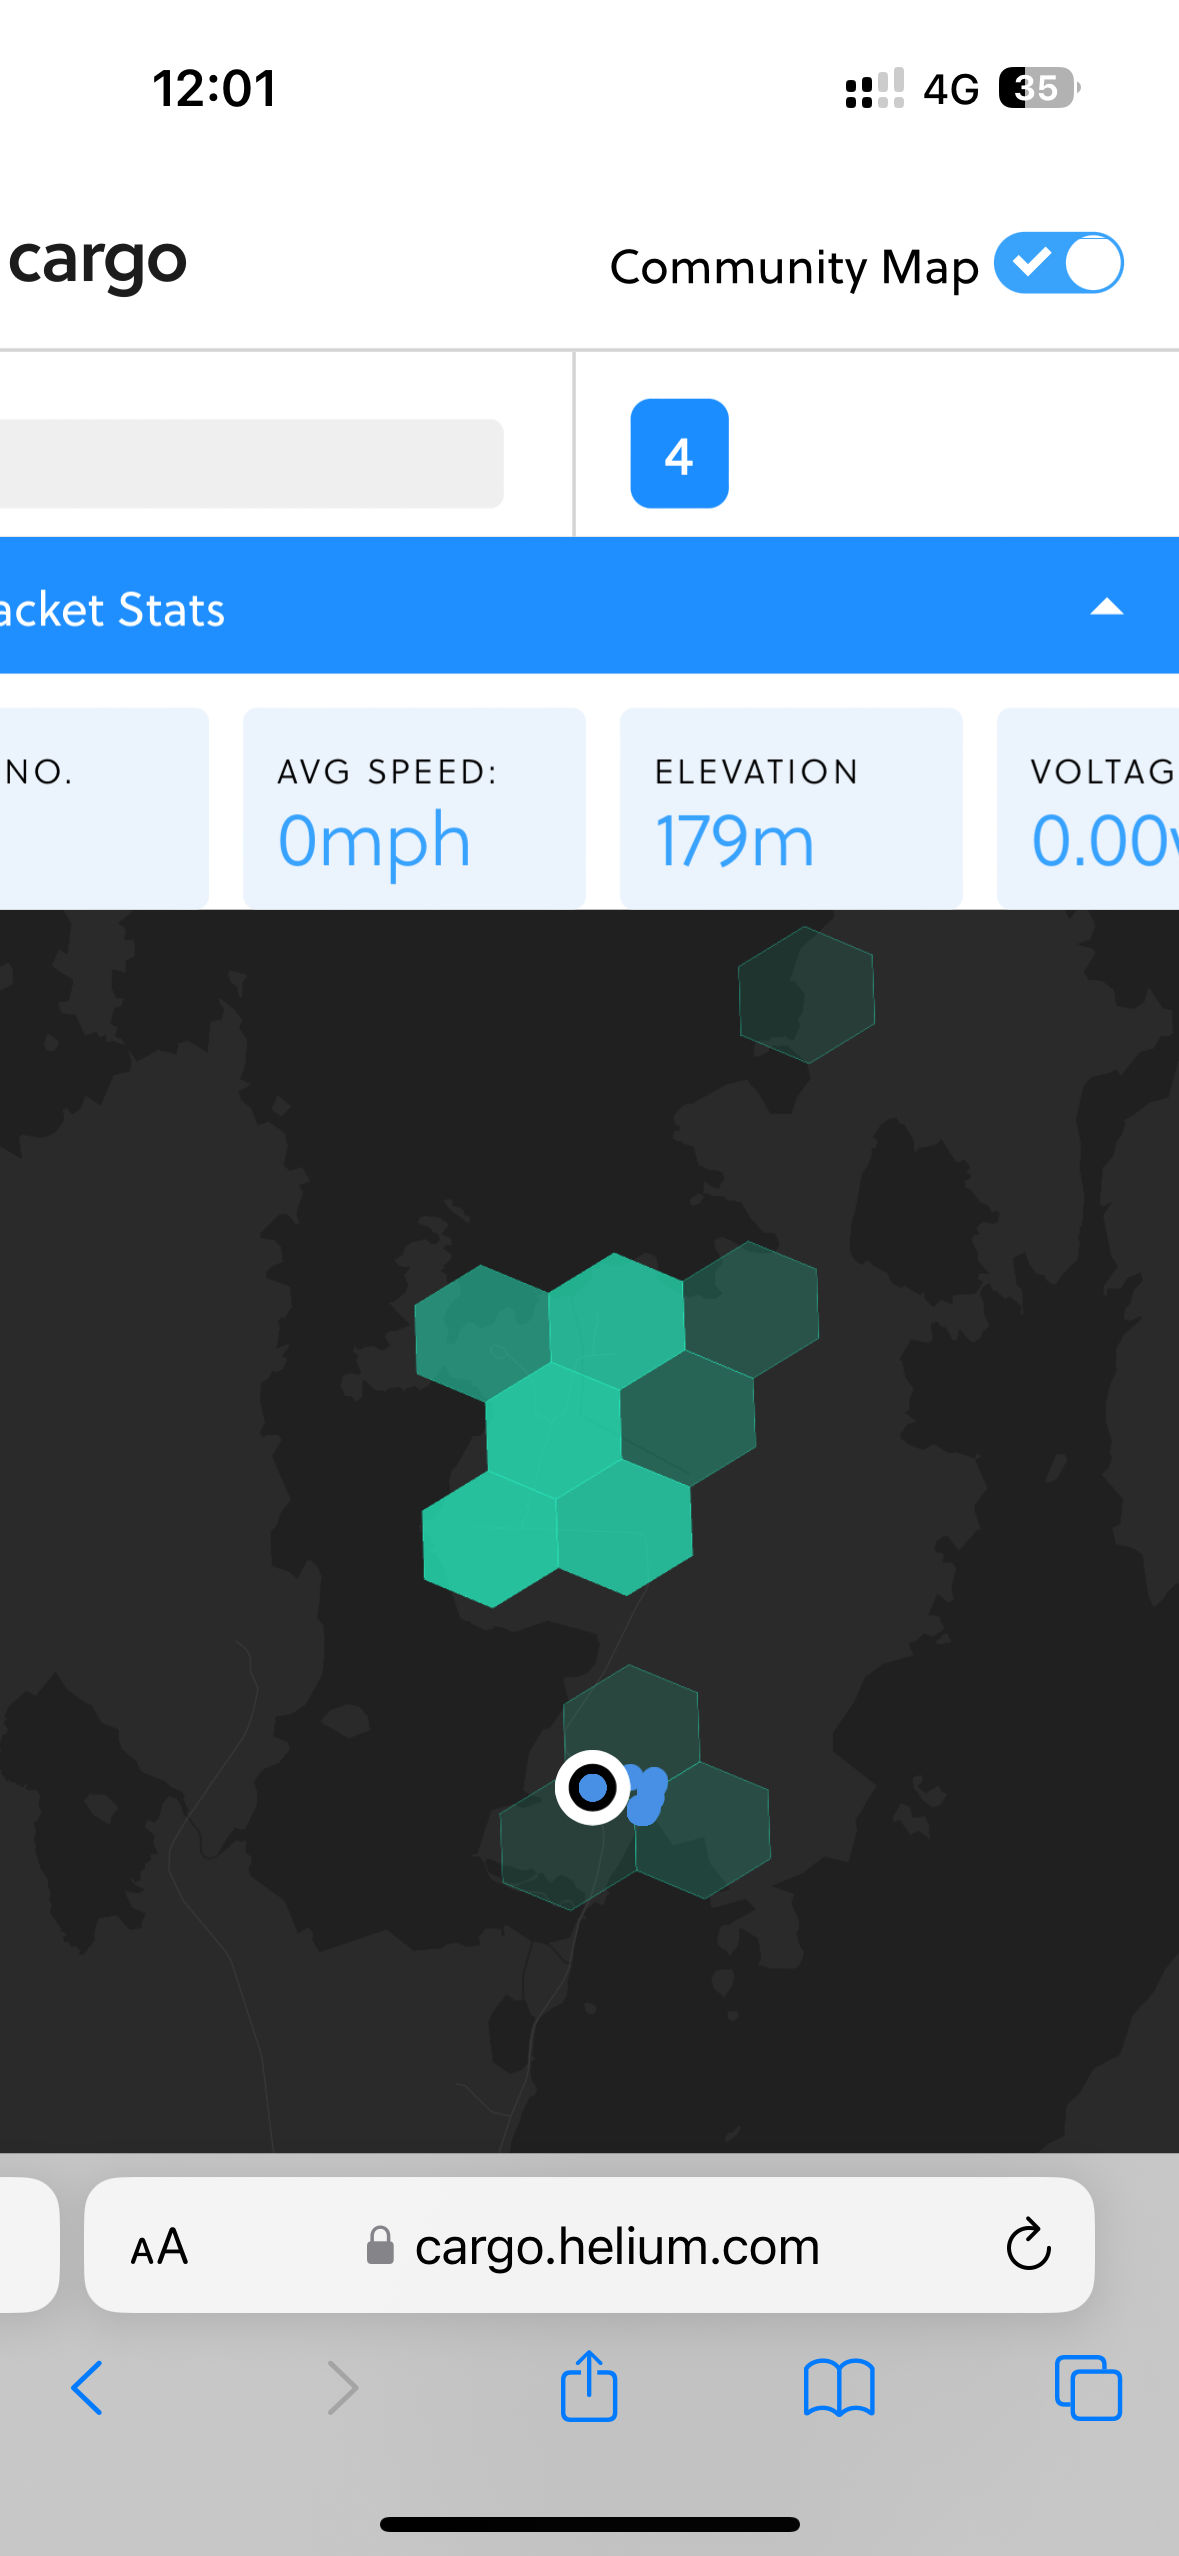 12:01 4G 35
cargo Community Map
4
acket Stats
NO. AVG SPEED: ELEVATION VOLTAG
0mph 179m 0.00v
AA cargo.helium.com